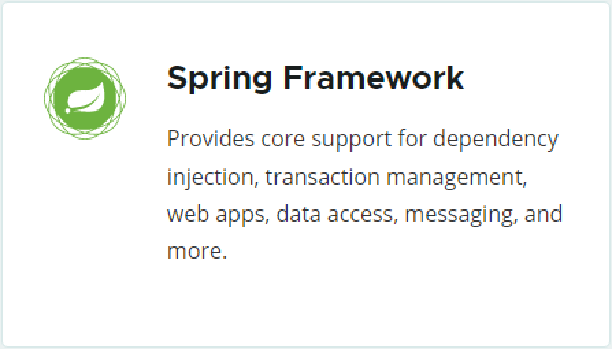 Spring Framework
Provides core support for dependency
injection, transaction management,
web apps, data access, messaging, and
more.